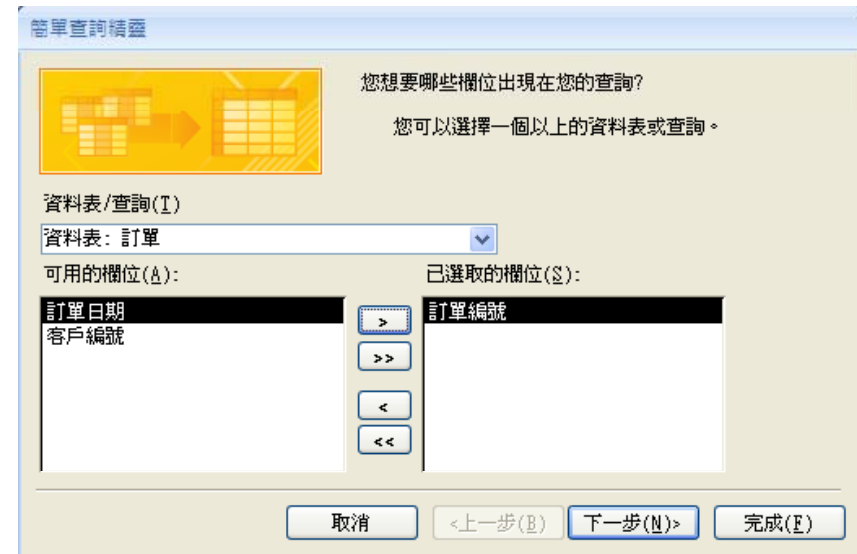 簡單查詢精靈
您想要哪些欄位出現在您的查詢?
您可以選擇一個以上的資料表或查詢。
資料表/查詢(T)
資料表: 訂單
可用的欄位(A):
已選取的欄位(S):
訂單日期
客戶編號
>
>>
<
<<
訂單編號
取消
<上一步(B)
下一步(N)>
完成(F)